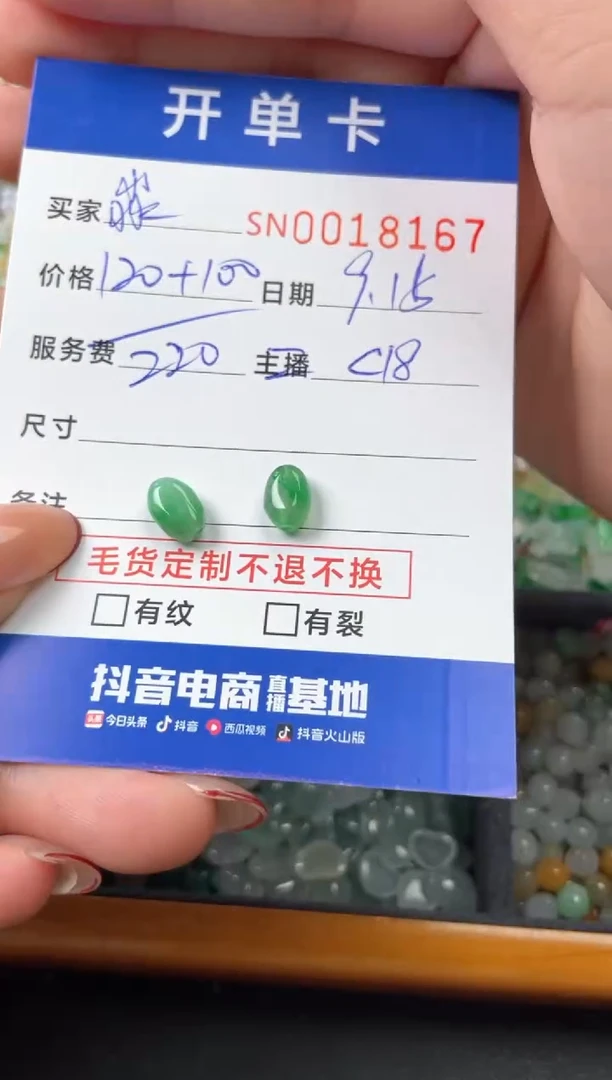 开单卡
买家 SN0018167
价格 120+100 日期 9.15
服务费 220 主播 C18
尺寸
备注
毛货定制不退不换
□有纹 □有裂
抖音电商直播基地
头条 今日头条 抖音 西瓜视频 抖音火山版